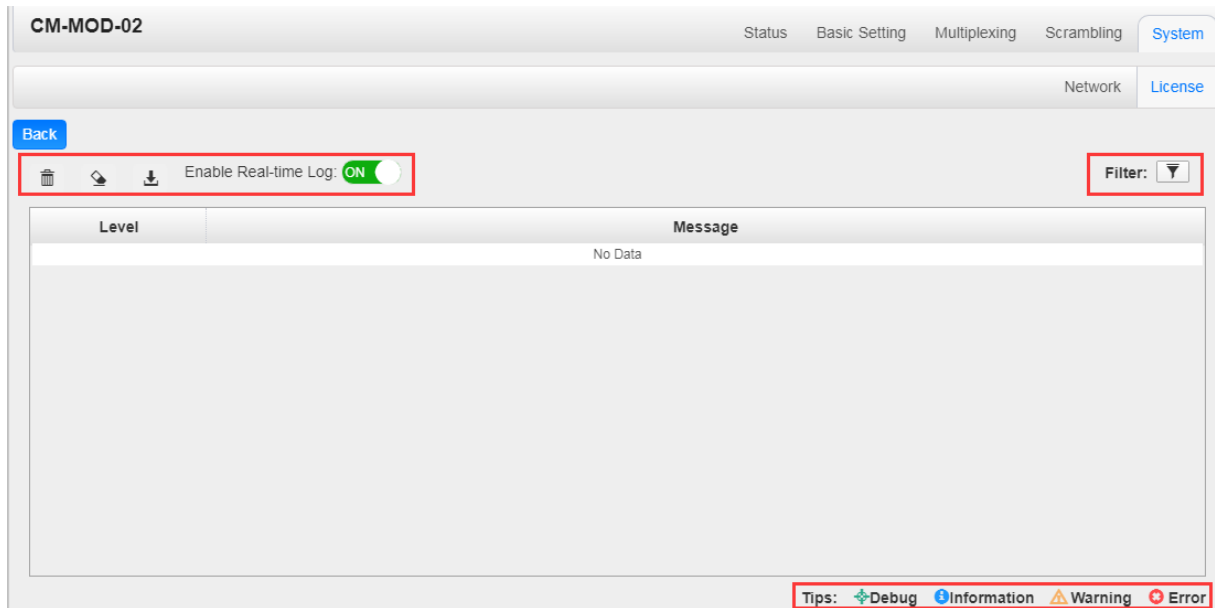 CM-MOD-02
Status Basic Setting Multiplexing Scrambling System
Network License
Back
Enable Real-time Log: ON
Filter:
Level Message
No Data
Tips: Debug Information Warning Error